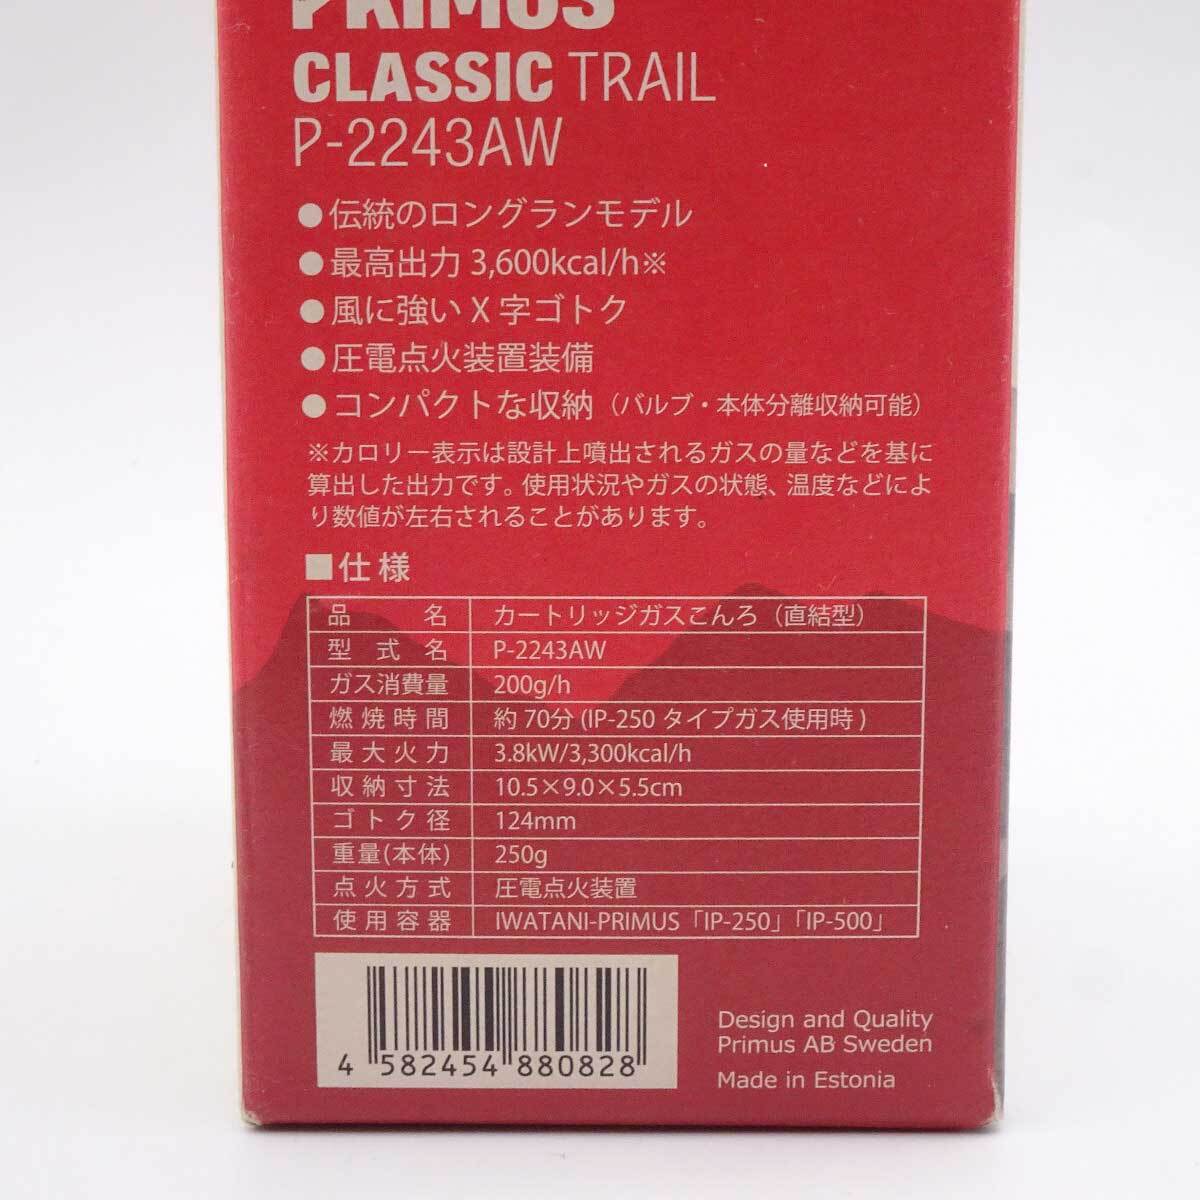 PRIMUS
CLASSIC TRAIL
P-2243AW
●伝統のロングランモデル
●最高出力 3,600kcal/h※
●風に強い X 字ゴトク
●圧電点火装置装備
●コンパクトな収納（バルブ・本体分離収納可能）
※カロリー表示は設計上噴出されるガスの量などを基に
算出した出力です。使用状況やガスの状態、温度などによ
り数値が左右されることがあります。
■仕 様
品 名 カートリッジガスこんろ（直結型）
型 式 名 P-2243AW
ガス消費量 200g/h
燃焼時間 約 70分 (IP-250 タイプガス使用時)
最大火力 3.8kW/3,300kcal/h
収納寸法 10.5×9.0×5.5cm
ゴトク径 124mm
重量(本体) 250g
点火方式 圧電点火装置
使用容器 IWATANI-PRIMUS「IP-250」「IP-500」
4 582454 880828
Design and Quality
Primus AB Sweden
Made in Estonia